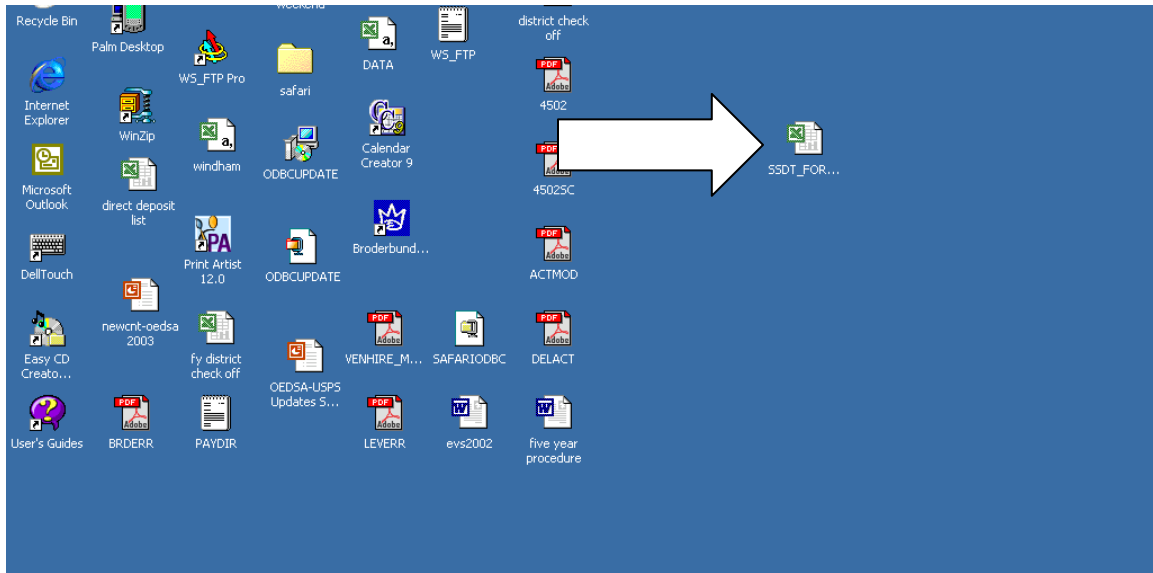 Recycle Bin
Internet
Explorer
Microsoft
Outlook
DellTouch
Easy CD
Creato...
User's Guides
Palm Desktop
WinZip
direct deposit
list
newcnt-oedsa
2003
BRDERR
WS_FTP Pro
windham
Print Artist
12.0
fy district
check off
PAYDIR
weekend
safari
ODBCUPDATE
ODBCUPDATE
OEDSA-USPS
Updates S...
DATA
Calendar
Creator 9
Broderbund...
VENHIRE_M...
LEVERR
WS_FTP
SAFARIODBC
evs2002
district check
off
4502
4502SC
ACTMOD
DELACT
five year
procedure
SSDT_FOR...